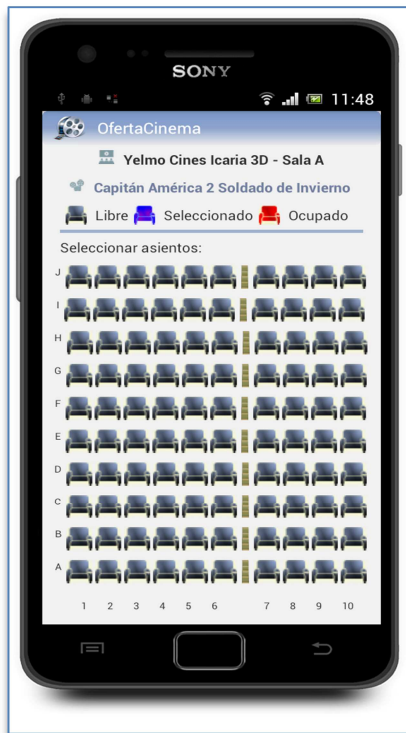 SONY
11:48
OfertaCinema
Yelmo Cines Icaria 3D - Sala A
Capitán América 2 Soldado de Invierno
Libre Seleccionado Ocupado
Seleccionar asientos:
J
I
H
G
F
E
D
C
B
A
1 2 3 4 5 6 7 8 9 10